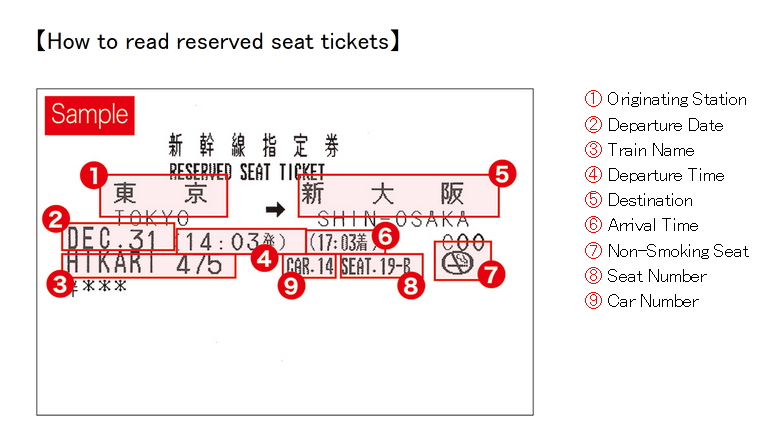 【How to read reserved seat tickets】
Sample
新幹線指定券
RESERVED SEAT TICKET
1 東京 → 新大阪 5
TOKYO SHIN-OSAKA
2 DEC.31 (14:03発) (17:03着) 6 C00
3 HIKARI 475 4 CAR.14 9 SEAT.19-B 8 7
¥***
① Originating Station
② Departure Date
③ Train Name
④ Departure Time
⑤ Destination
⑥ Arrival Time
⑦ Non-Smoking Seat
⑧ Seat Number
⑨ Car Number